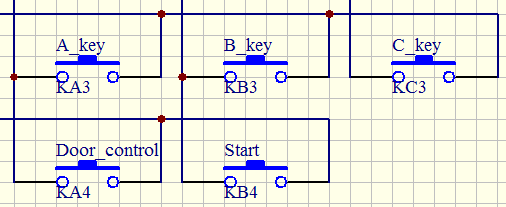 A_key
B_key
C_key
KA3
KB3
KC3
Door_control
Start
KA4
KB4